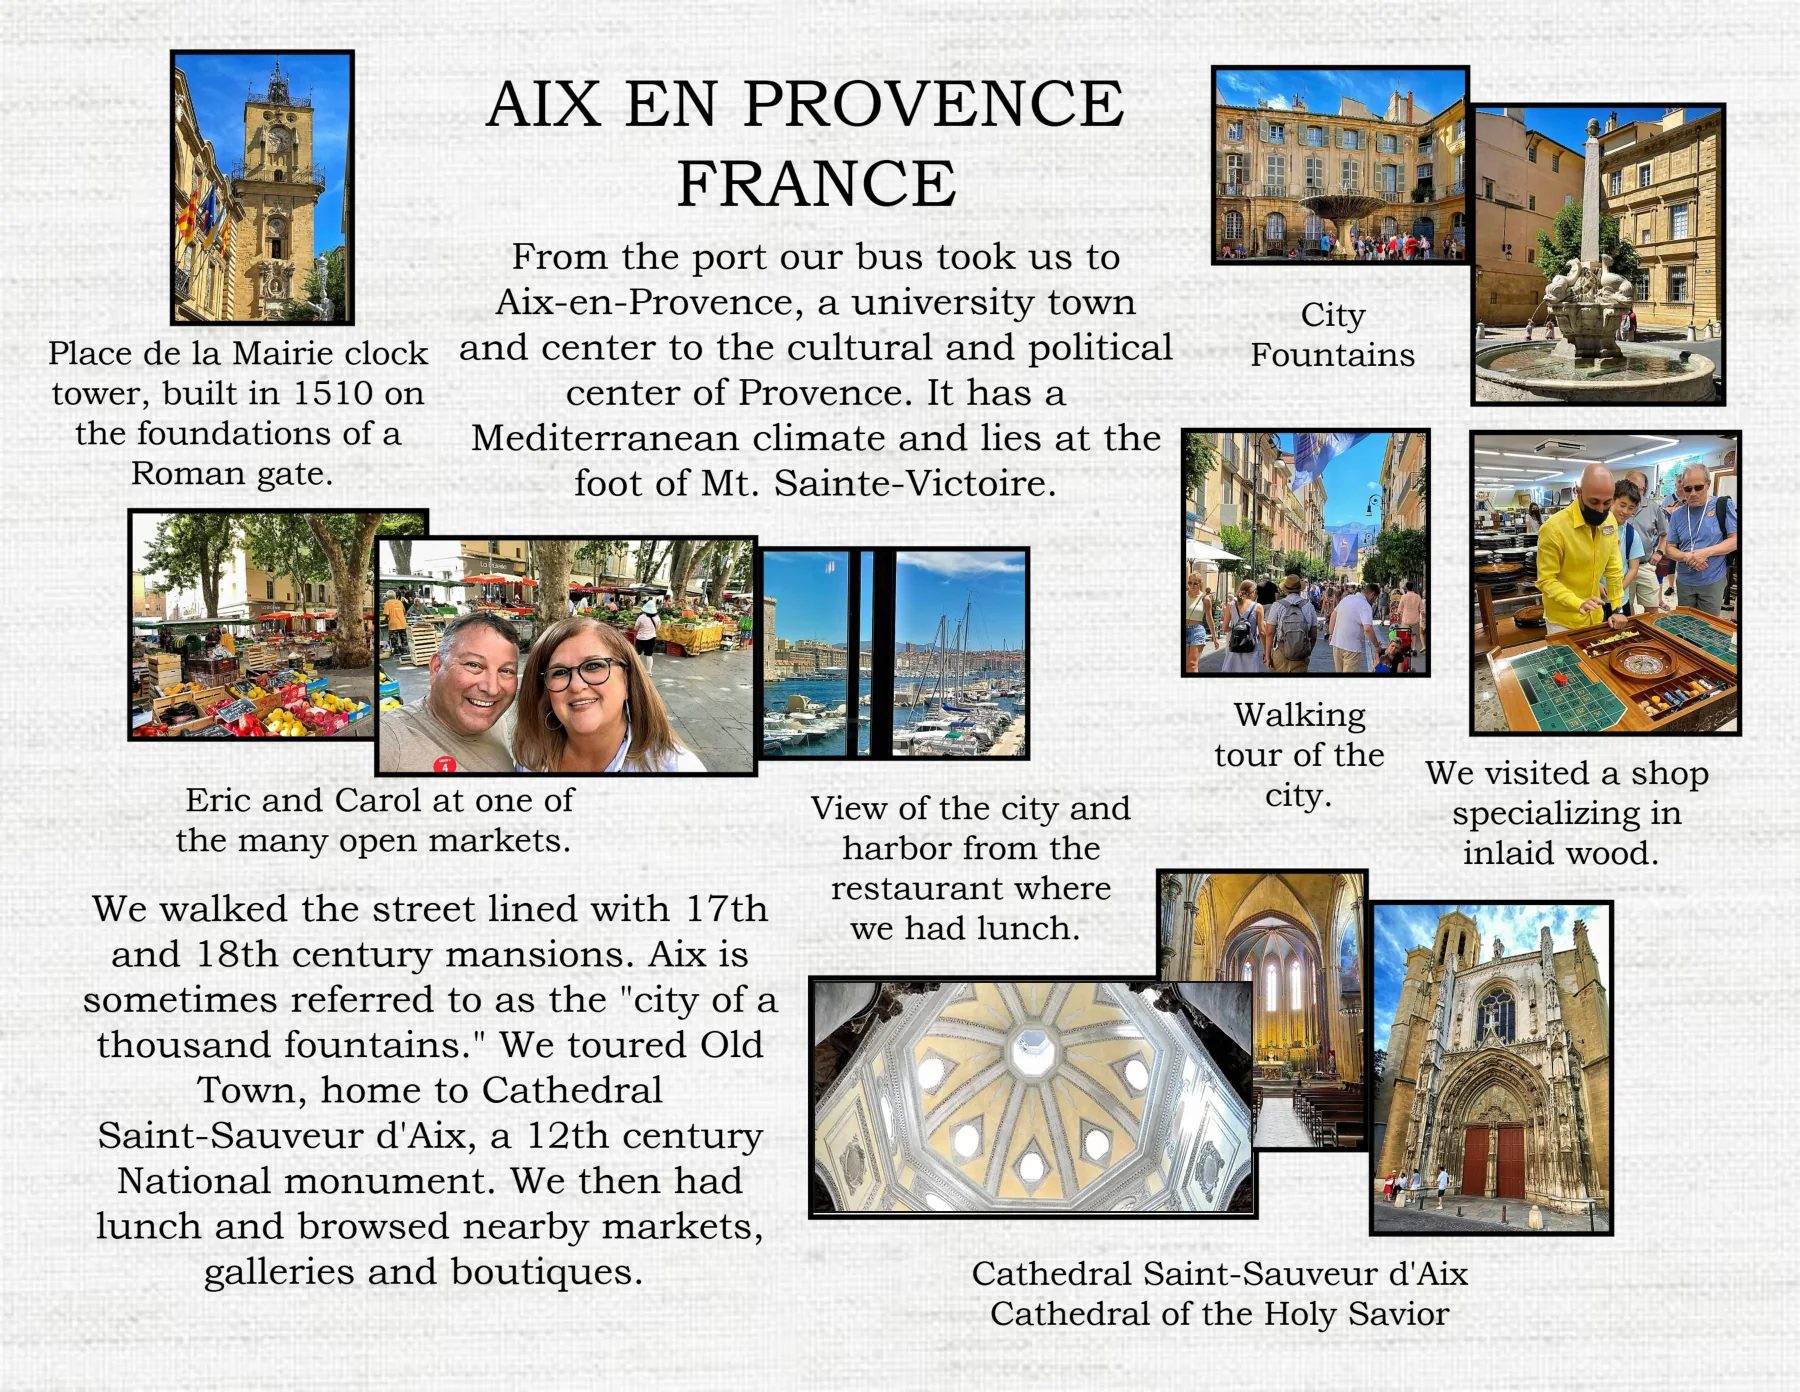 AIX EN PROVENCE
FRANCE
From the port our bus took us to
Aix-en-Provence, a university town
and center to the cultural and political
center of Provence. It has a
Mediterranean climate and lies at the
foot of Mt. Sainte-Victoire.
Place de la Mairie clock
tower, built in 1510 on
the foundations of a
Roman gate.
City
Fountains
4
Eric and Carol at one of
the many open markets.
View of the city and
harbor from the
restaurant where
we had lunch.
Walking
tour of the
city.
We visited a shop
specializing in
inlaid wood.
We walked the street lined with 17th
and 18th century mansions. Aix is
sometimes referred to as the "city of a
thousand fountains." We toured Old
Town, home to Cathedral
Saint-Sauveur d'Aix, a 12th century
National monument. We then had
lunch and browsed nearby markets,
galleries and boutiques.
Cathedral Saint-Sauveur d'Aix
Cathedral of the Holy Savior